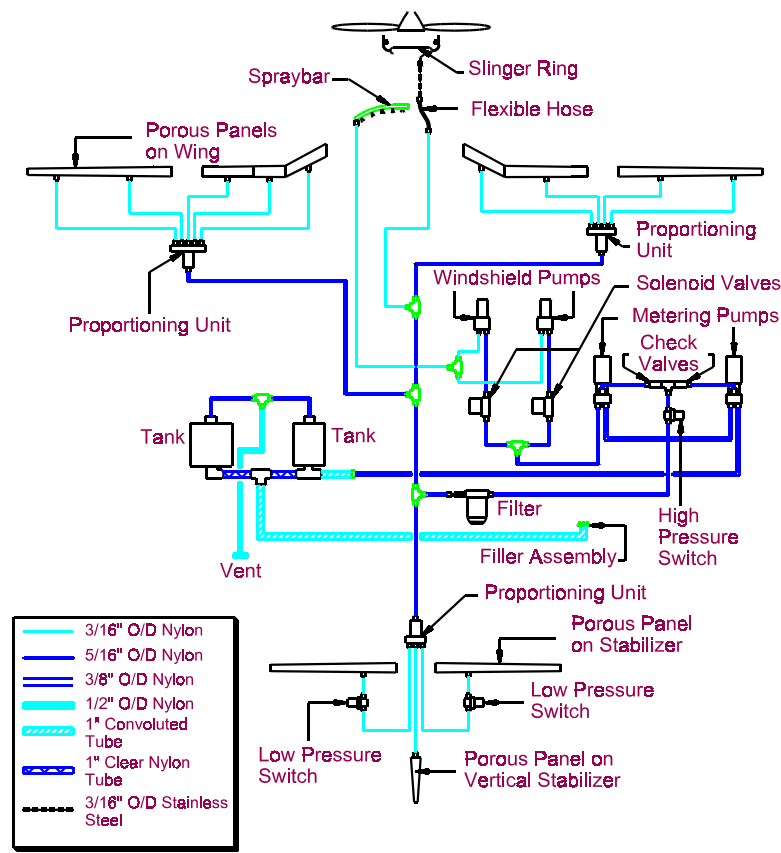 Slinger Ring
Spraybar
Flexible Hose
Porous Panels
on Wing
Proportioning
Unit
Windshield Pumps
Solenoid Valves
Proportioning Unit
Metering Pumps
Check
Valves
Tank
Tank
Filter
High
Pressure
Switch
Filler Assembly
Vent
Proportioning Unit
Porous Panel
on Stabilizer
Low Pressure
Switch
Low Pressure
Switch
Porous Panel on
Vertical Stabilizer
3/16" O/D Nylon
5/16" O/D Nylon
3/8" O/D Nylon
1/2" O/D Nylon
1" Convoluted
Tube
1" Clear Nylon
Tube
3/16" O/D Stainless
Steel